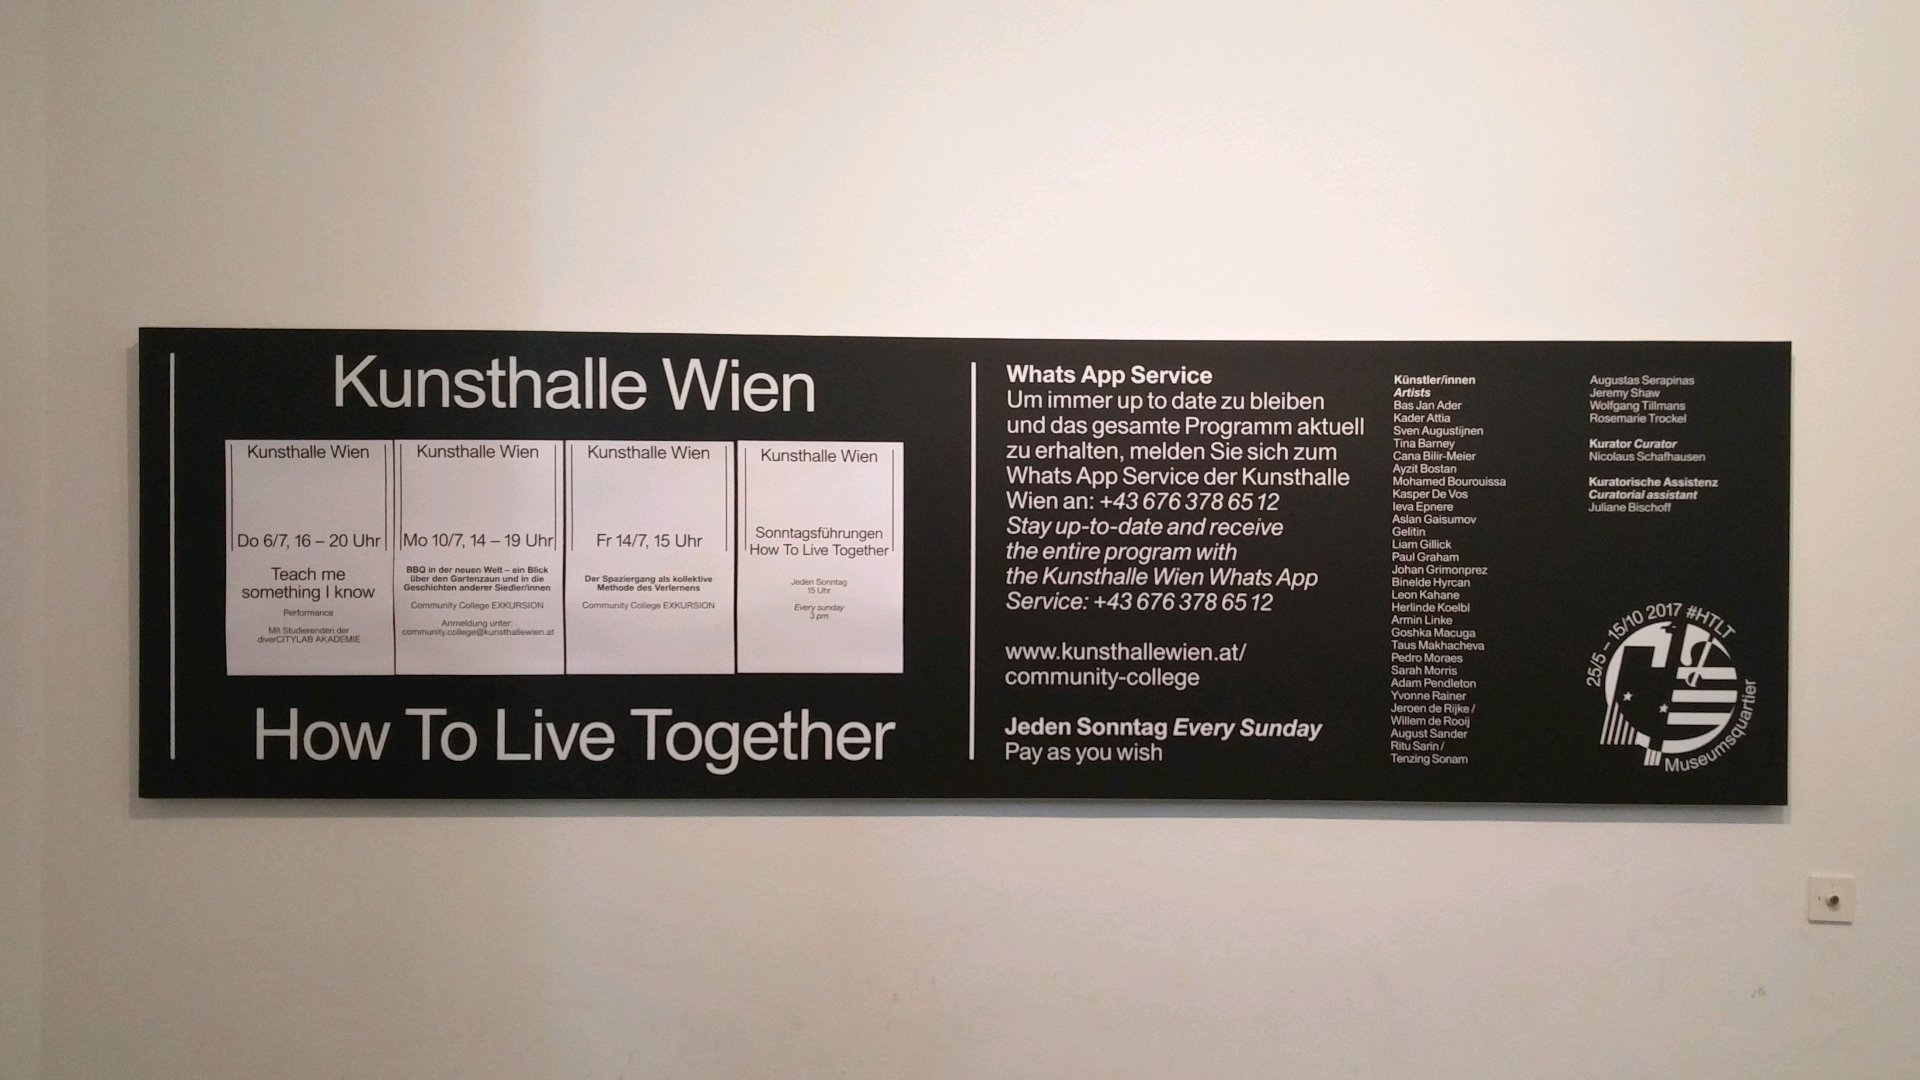 Kunsthalle Wien
Kunsthalle Wien
Do 6/7, 16 – 20 Uhr
Teach me
something I know
Performance
Mit Studierenden der
diverCITYLAB AKADEMIE
Kunsthalle Wien
Mo 10/7, 14 – 19 Uhr
BBQ in der neuen Welt – ein Blick
über den Gartenzaun und in die
Geschichten anderer Siedler/innen
Community College EXKURSION
Anmeldung unter:
community.college@kunsthallewien.at
Kunsthalle Wien
Fr 14/7, 15 Uhr
Der Spaziergang als kollektive
Methode des Verlernens
Community College EXKURSION
Kunsthalle Wien
Sonntagsführungen
How To Live Together
Jeden Sonntag
15 Uhr
Every sunday
3 pm
How To Live Together
Whats App Service
Um immer up to date zu bleiben
und das gesamte Programm aktuell
zu erhalten, melden Sie sich zum
Whats App Service der Kunsthalle
Wien an: +43 676 378 65 12
Stay up-to-date and receive
the entire program with
the Kunsthalle Wien Whats App
Service: +43 676 378 65 12
www.kunsthallewien.at/
community-college
Jeden Sonntag Every Sunday
Pay as you wish
Künstler/innen
Artists
Bas Jan Ader
Kader Attia
Sven Augustijnen
Tina Barney
Cana Bilir-Meier
Ayzit Bostan
Mohamed Bourouissa
Kasper De Vos
Ieva Epnere
Aslan Gaisumov
Gelitin
Liam Gillick
Paul Graham
Johan Grimonprez
Binelde Hyrcan
Leon Kahane
Herlinde Koelbl
Armin Linke
Goshka Macuga
Taus Makhacheva
Pedro Moraes
Sarah Morris
Adam Pendleton
Yvonne Rainer
Jeroen de Rijke /
Willem de Rooij
August Sander
Ritu Sarin /
Tenzing Sonam
Augustas Serapinas
Jeremy Shaw
Wolfgang Tillmans
Rosemarie Trockel
Kurator Curator
Nicolaus Schafhausen
Kuratorische Assistenz
Curatorial assistant
Juliane Bischoff
25/5 – 15/10 2017 #HTLT
Museumsquartier